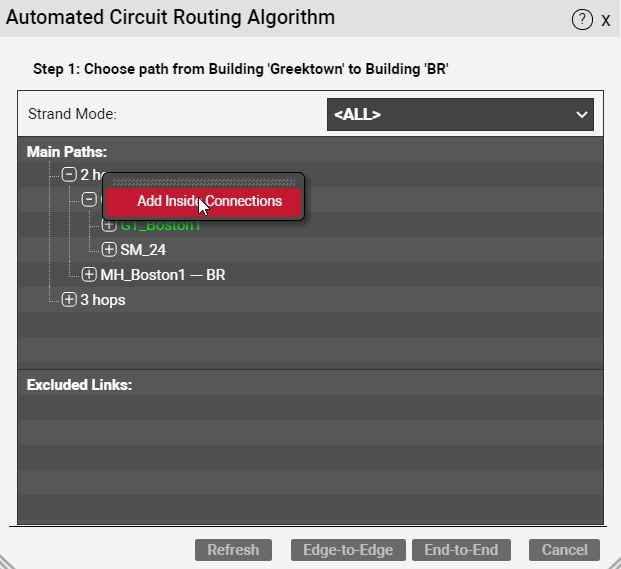 Automated Circuit Routing Algorithm
? x
Step 1: Choose path from Building 'Greektown' to Building 'BR'
Strand Mode:
<ALL>
Main Paths:
2 h
Add Inside Connections
GT_Boston1
SM_24
MH_Boston1 — BR
3 hops
Excluded Links:
Refresh
Edge-to-Edge
End-to-End
Cancel